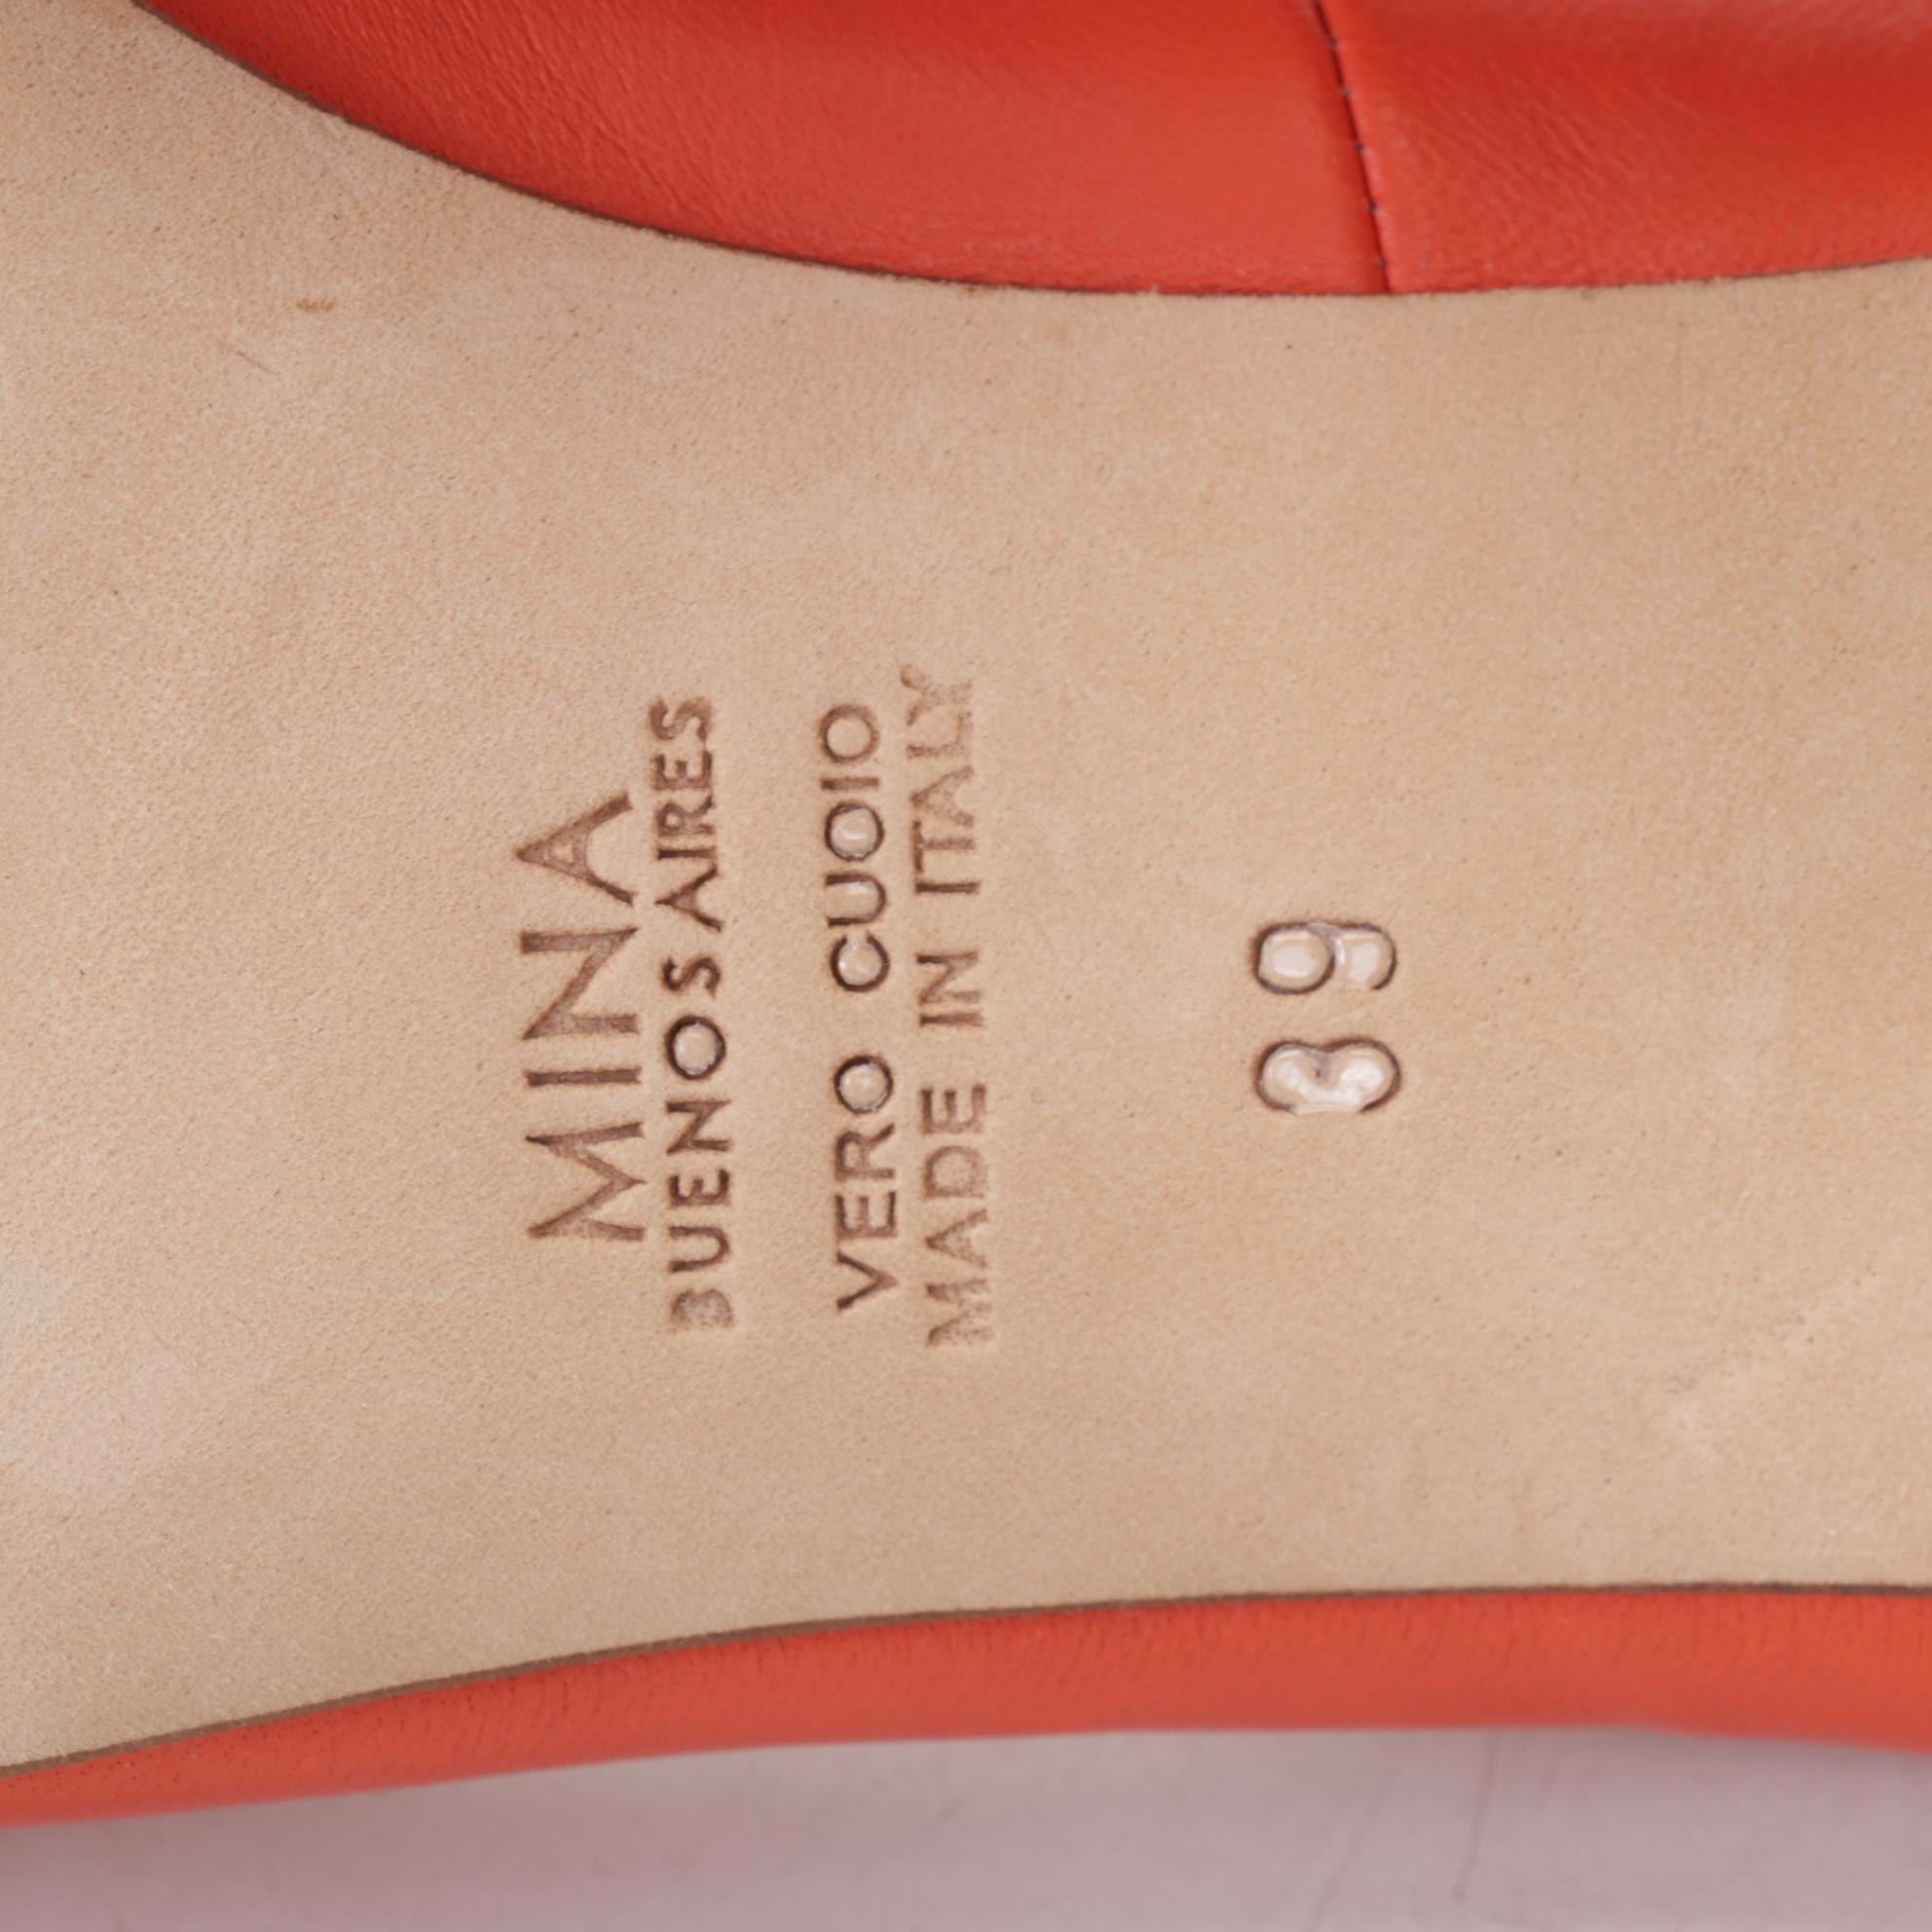 MINA
BUENOS AIRES
VERO CUOIO
MADE IN ITALY
39